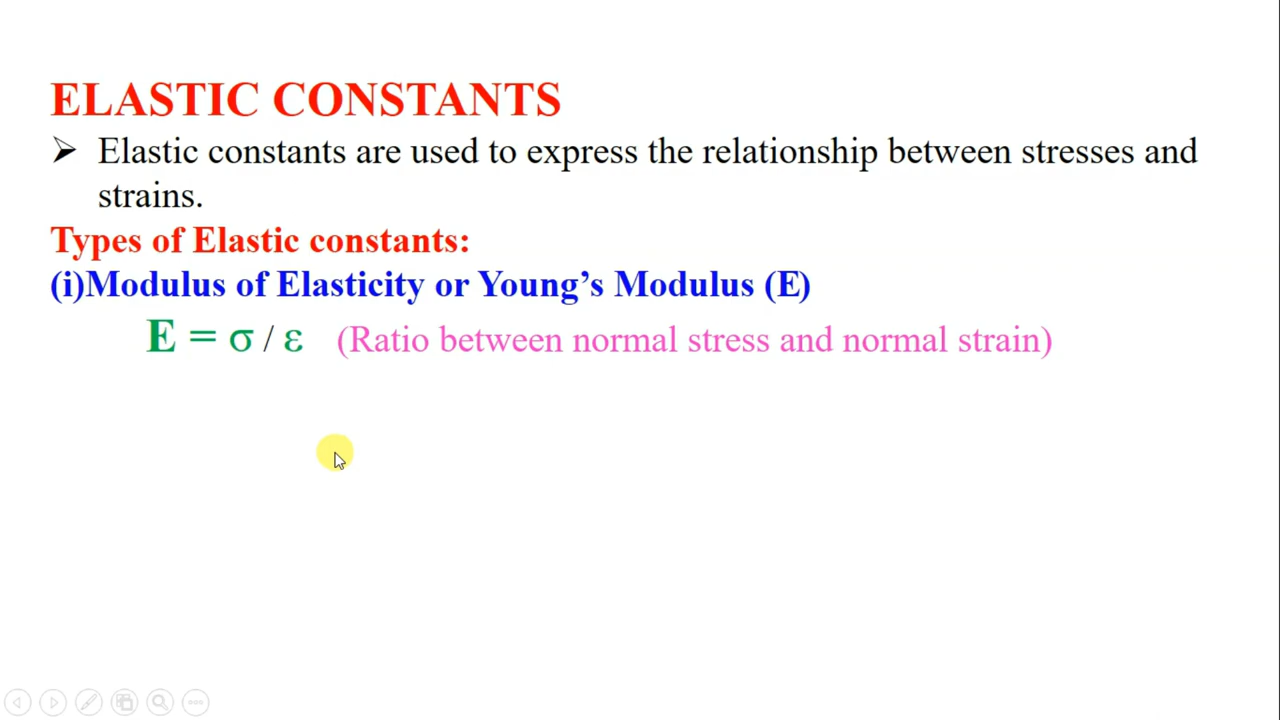 ELASTIC CONSTANTS
➢ Elastic constants are used to express the relationship between stresses and
strains.
Types of Elastic constants:
(i)Modulus of Elasticity or Young’s Modulus (E)
E = σ / ε (Ratio between normal stress and normal strain)